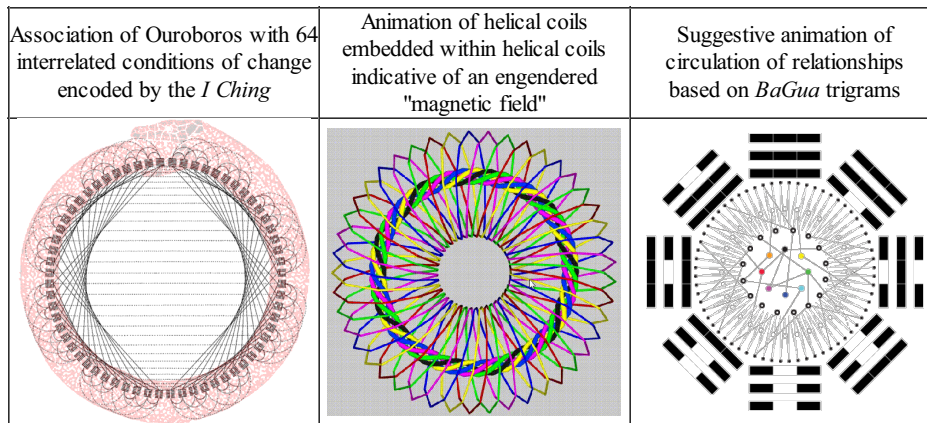 Association of Ouroboros with 64
interrelated conditions of change
encoded by the I Ching
Animation of helical coils
embedded within helical coils
indicative of an engendered
"magnetic field"
Suggestive animation of
circulation of relationships
based on BaGua trigrams